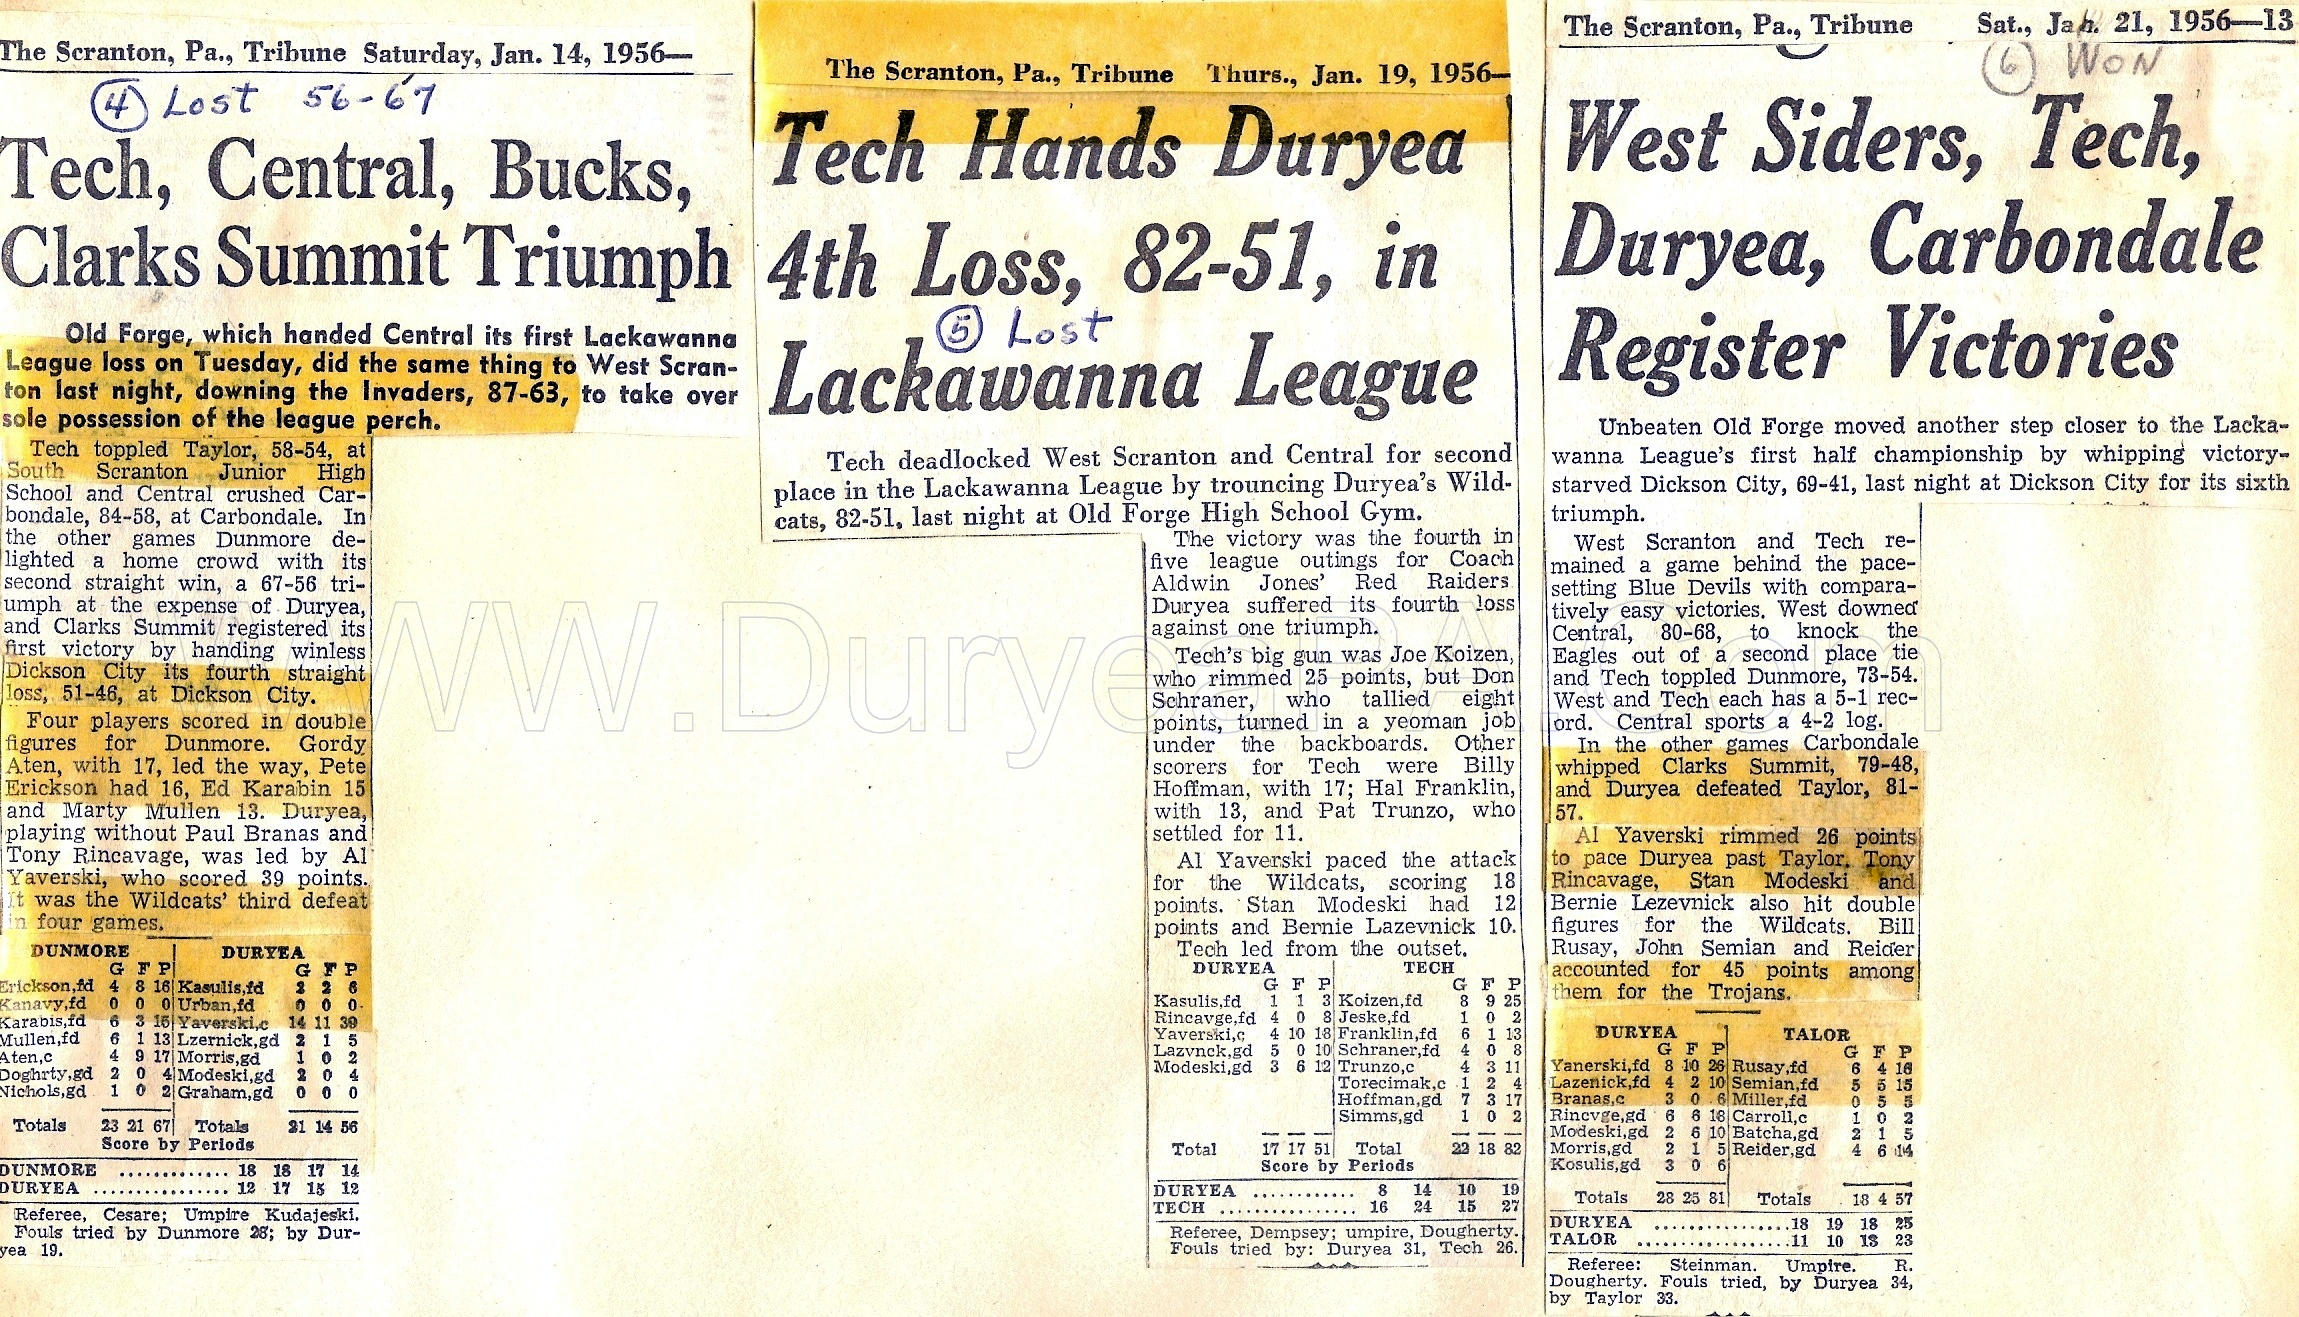 The Scranton, Pa., Tribune Saturday, Jan. 14, 1956—
4 Lost 56-67
Tech, Central, Bucks,
Clarks Summit Triumph
Old Forge, which handed Central its first Lackawanna
League loss on Tuesday, did the same thing to West Scran-
ton last night, downing the Invaders, 87-63, to take over
sole possession of the league perch.
Tech toppled Taylor, 58-54, at
South Scranton Junior High
School and Central crushed Car-
bondale, 84-58, at Carbondale. In
the other games Dunmore de-
lighted a home crowd with its
second straight win, a 67-56 tri-
umph at the expense of Duryea,
and Clarks Summit registered its
first victory by handing winless
Dickson City its fourth straight
loss, 51-46, at Dickson City.
Four players scored in double
figures for Dunmore. Gordy
Aten, with 17, led the way, Pete
Erickson had 16, Ed Karabin 15
and Marty Mullen 13. Duryea,
playing without Paul Branas and
Tony Rincavage, was led by Al
Yaverski, who scored 39 points.
It was the Wildcats' third defeat
in four games.
DUNMORE DURYEA
G F P G F P
Erickson,fd 4 8 16 Kasulis,fd 2 2 6
Kanavy,fd 0 0 0 Urban,fd 0 0 0
Karabis,fd 6 3 15 Yaverski,c 14 11 39
Mullen,fd 6 1 13 Lzernick,gd 2 1 5
Aten,c 4 9 17 Morris,gd 1 0 2
Doghrty,gd 2 0 4 Modeski,gd 2 0 4
Nichols,gd 1 0 2 Graham,gd 0 0 0
Totals 23 21 67 Totals 21 14 56
Score by Periods
DUNMORE ............. 18 18 17 14
DURYEA ................ 12 17 15 12
Referee, Cesare; Umpire Kudajeski.
Fouls tried by Dunmore 28; by Dur-
yea 19.
The Scranton, Pa., Tribune Thurs., Jan. 19, 1956—
Tech Hands Duryea
4th Loss, 82-51, in
5 Lost
Lackawanna League
Tech deadlocked West Scranton and Central for second
place in the Lackawanna League by trouncing Duryea's Wild-
cats, 82-51, last night at Old Forge High School Gym.
The victory was the fourth in
five league outings for Coach
Aldwin Jones' Red Raiders
Duryea suffered its fourth loss
against one triumph.
Tech's big gun was Joe Koizen,
who rimmed 25 points, but Don
Schraner, who tallied eight
points, turned in a yeoman job
under the backboards. Other
scorers for Tech were Billy
Hoffman, with 17; Hal Franklin,
with 13, and Pat Trunzo, who
settled for 11.
Al Yaverski paced the attack
for the Wildcats, scoring 18
points. Stan Modeski had 12
points and Bernie Lazevnick 10.
Tech led from the outset.
DURYEA TECH
G F P G F P
Kasulis,fd 1 1 3 Koizen,fd 8 9 25
Rincavge,fd 4 0 8 Jeske,fd 1 0 2
Yaverski,c 4 10 18 Franklin,fd 6 1 13
Lazvnck,gd 5 0 10 Schraner,fd 4 0 8
Modeski,gd 3 6 12 Trunzo,c 4 3 11
Torecimak,c 1 2 4
Hoffman,gd 7 3 17
Simms,gd 1 0 2
Total 17 17 51 Total 22 18 82
Score by Periods
DURYEA ............ 8 14 10 19
TECH ................ 16 24 15 27
Referee, Dempsey; umpire, Dougherty.
Fouls tried by: Duryea 31, Tech 26.
The Scranton, Pa., Tribune Sat., Jan. 21, 1956—13
6 WON
West Siders, Tech,
Duryea, Carbondale
Register Victories
Unbeaten Old Forge moved another step closer to the Lacka-
wanna League's first half championship by whipping victory-
starved Dickson City, 69-41, last night at Dickson City for its sixth
triumph.
West Scranton and Tech re-
mained a game behind the pace-
setting Blue Devils with compara-
tively easy victories. West downed
Central, 80-68, to knock the
Eagles out of a second place tie
and Tech toppled Dunmore, 73-54.
West and Tech each has a 5-1 rec-
ord. Central sports a 4-2 log.
In the other games Carbondale
whipped Clarks Summit, 79-48,
and Duryea defeated Taylor, 81-
57.
Al Yaverski rimmed 26 points
to pace Duryea past Taylor. Tony
Rincavage, Stan Modeski and
Bernie Lezevnick also hit double
figures for the Wildcats. Bill
Rusay, John Semian and Reider
accounted for 45 points among
them for the Trojans.
DURYEA TALOR
G F P G F P
Yanerski,fd 8 10 26 Rusay,fd 6 4 16
Lazenick,fd 4 2 10 Semian,fd 5 5 15
Branas,c 3 0 6 Miller,fd 0 5 5
Rincvge,gd 6 6 18 Carroll,c 1 0 2
Modeski,gd 2 6 10 Batcha,gd 2 1 5
Morris,gd 2 1 5 Reider,gd 4 6 14
Kosulis,gd 3 0 6
Totals 28 25 81 Totals 18 4 57
DURYEA .................18 19 18 25
TALOR ...................11 10 13 23
Referee: Steinman. Umpire. R.
Dougherty. Fouls tried, by Duryea 34,
by Taylor 33.
WWW.DuryeaPA.com